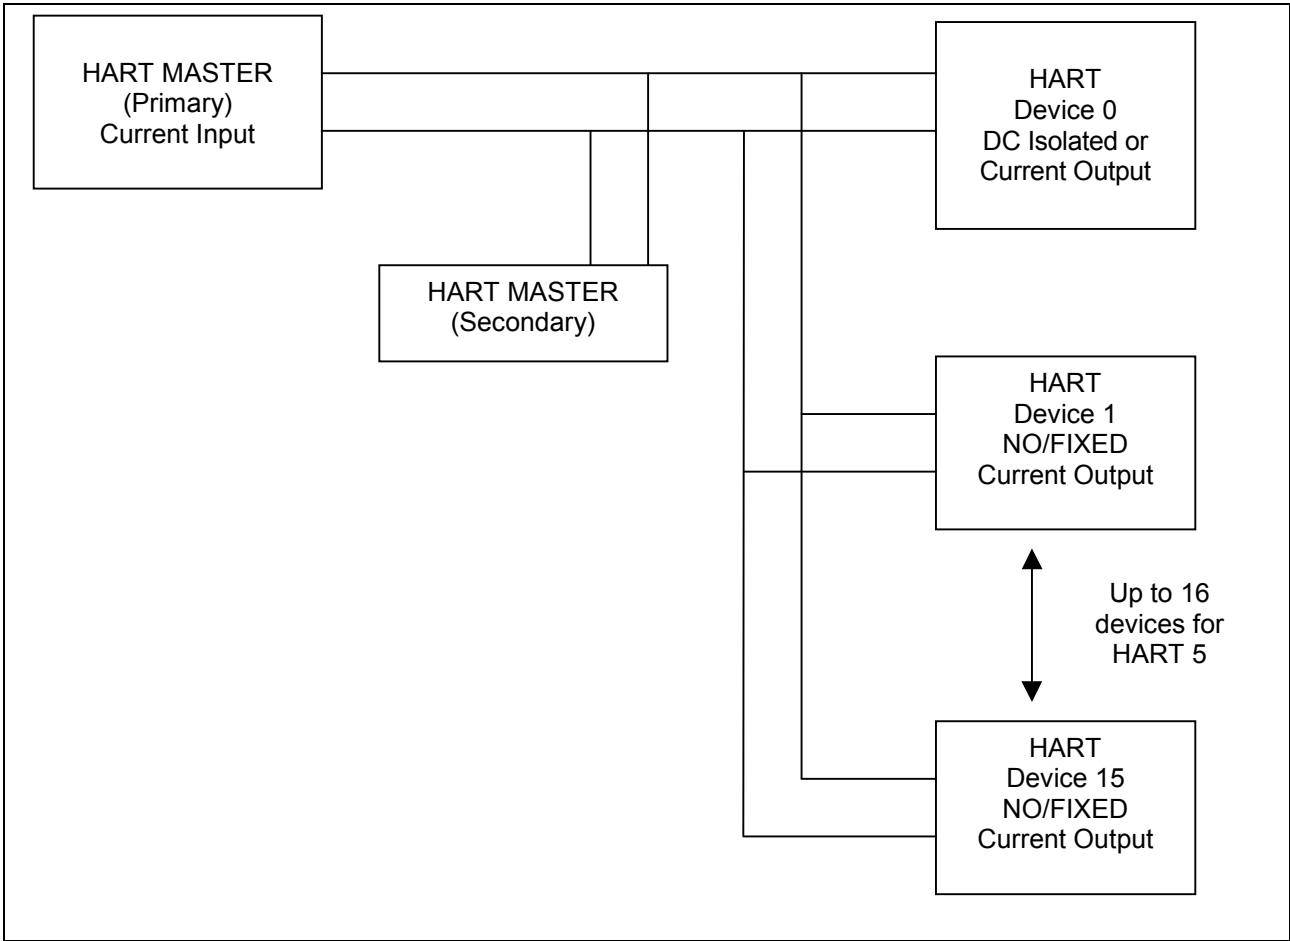 HART MASTER
(Primary)
Current Input
HART
Device 0
DC Isolated or
Current Output
HART MASTER
(Secondary)
HART
Device 1
NO/FIXED
Current Output
Up to 16
devices for
HART 5
HART
Device 15
NO/FIXED
Current Output